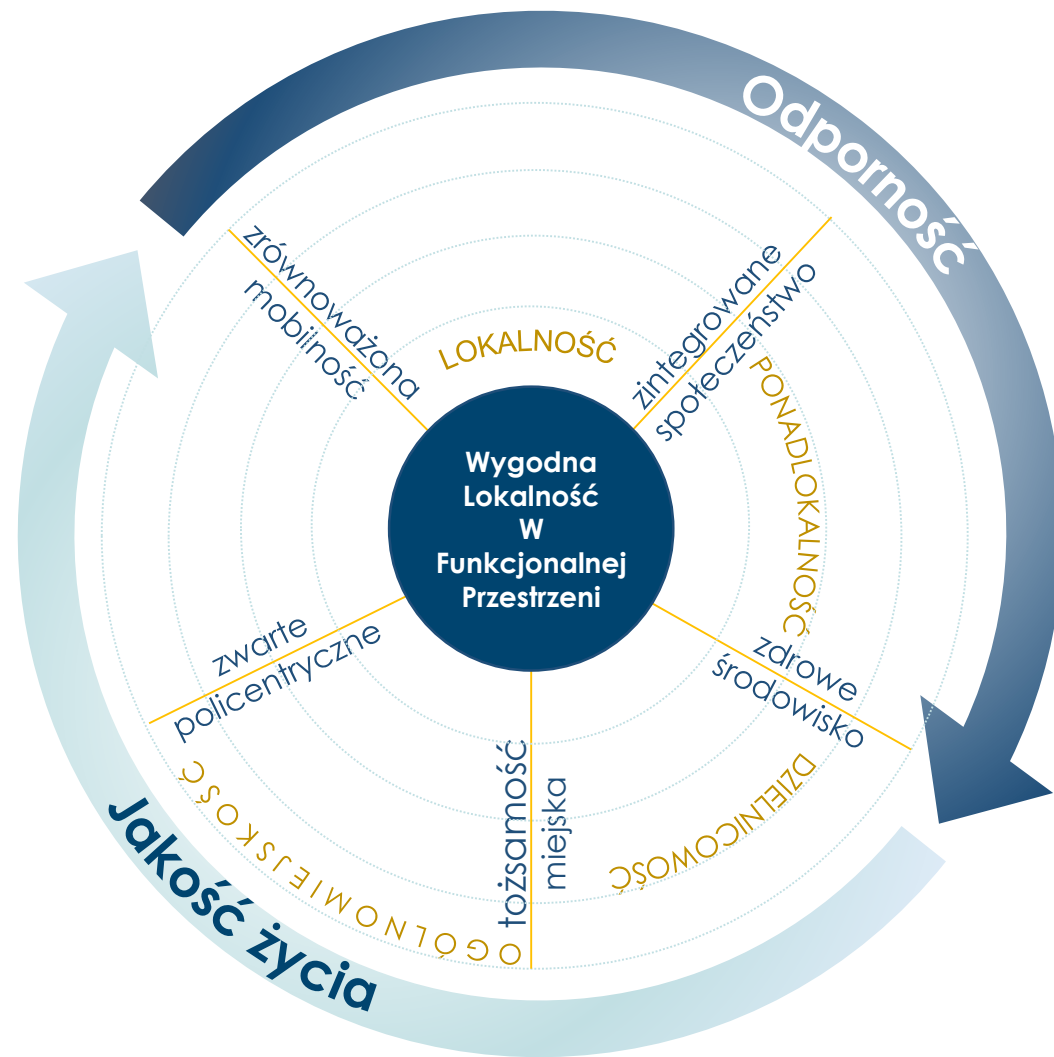 Odporność
zrównoważona
mobilność
zintegrowane
społeczeństwo
LOKALNOŚĆ
PONADLOKALNOŚĆ
Wygodna
Lokalność
W
Funkcjonalnej
Przestrzeni
zwarte
policentryczne
zdrowe
środowisko
tożsamość
miejska
DZIELNICOWOŚĆ
OGÓLNOMIEJSKOŚĆ
Jakość życia